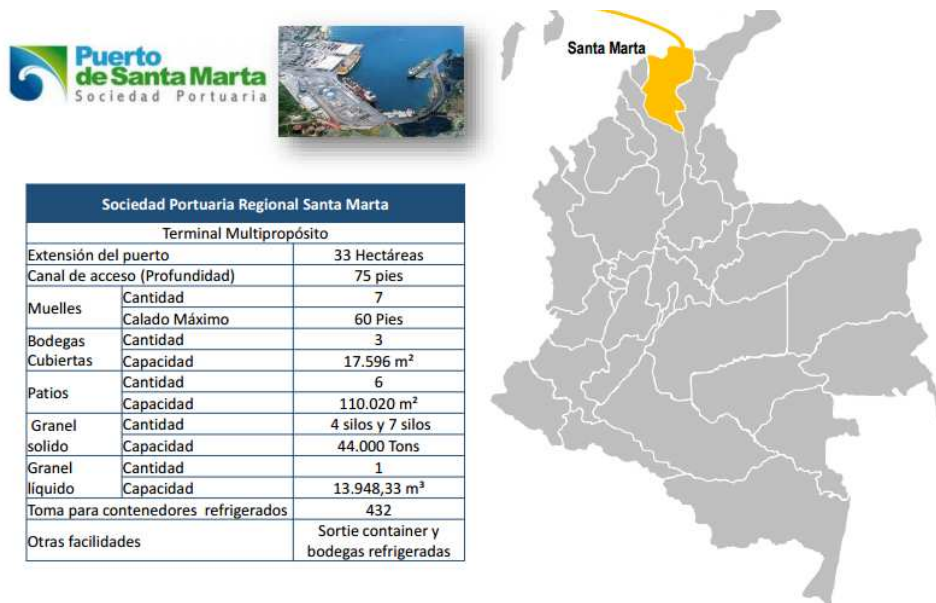 Puerto
de Santa Marta
Sociedad Portuaria
Santa Marta
Sociedad Portuaria Regional Santa Marta
Terminal Multipropósito
Extensión del puerto 33 Hectáreas
Canal de acceso (Profundidad) 75 pies
Muelles Cantidad 7
Calado Máximo 60 Pies
Bodegas Cubiertas Cantidad 3
Capacidad 17.596 m²
Patios Cantidad 6
Capacidad 110.020 m²
Granel solido Cantidad 4 silos y 7 silos
Capacidad 44.000 Tons
Granel líquido Cantidad 1
Capacidad 13.948,33 m³
Toma para contenedores refrigerados 432
Otras facilidades Sortie container y
bodegas refrigeradas